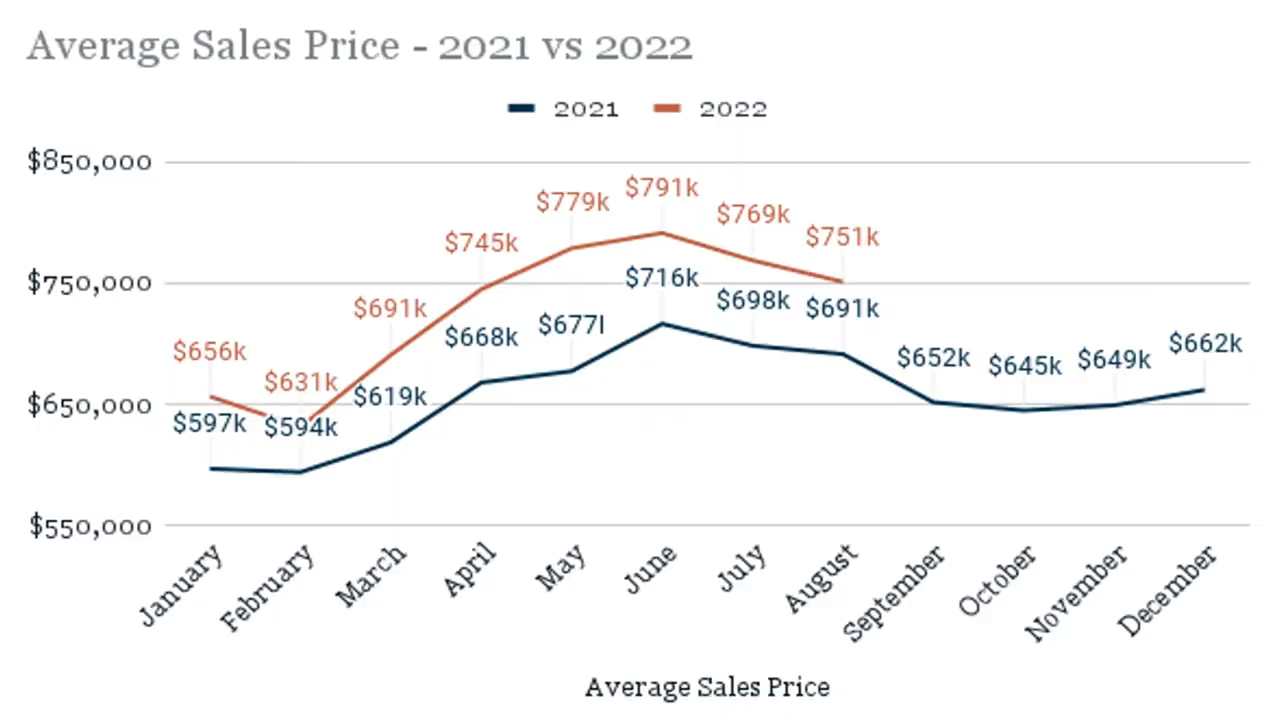 Average Sales Price - 2021 vs 2022
2021 2022
$850,000
$750,000
$650,000
$550,000
$656k
$631k
$691k
$745k
$779k
$791k
$769k
$751k
$597k
$594k
$619k
$668k
$677l
$716k
$698k
$691k
$652k
$645k
$649k
$662k
January
February
March
April
May
June
July
August
September
October
November
December
Average Sales Price